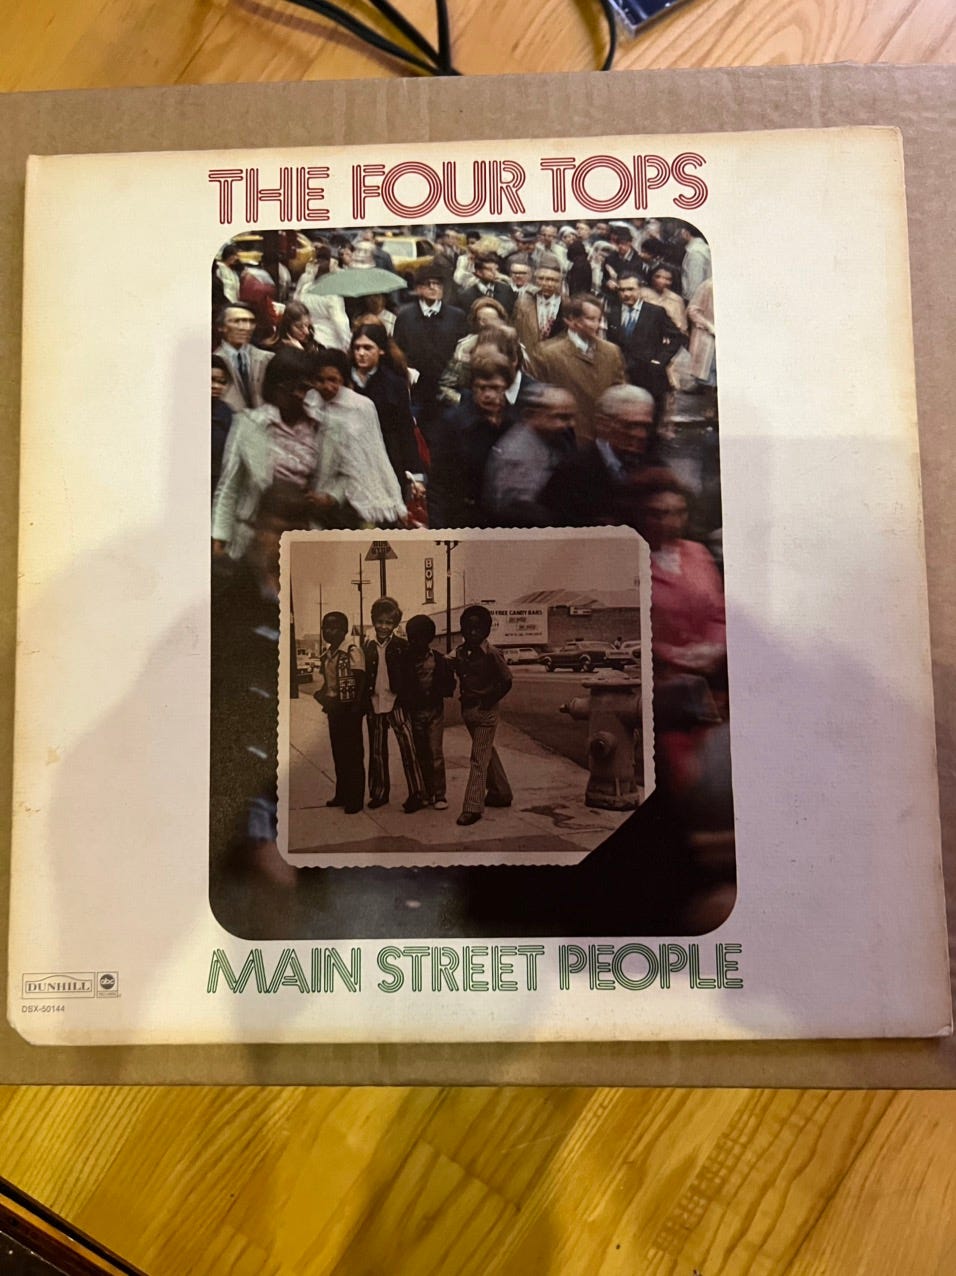 THE FOUR TOPS
BOWL
FREE CANDY BARS
MAIN STREET PEOPLE
DUNHILL abc
DSX-50144